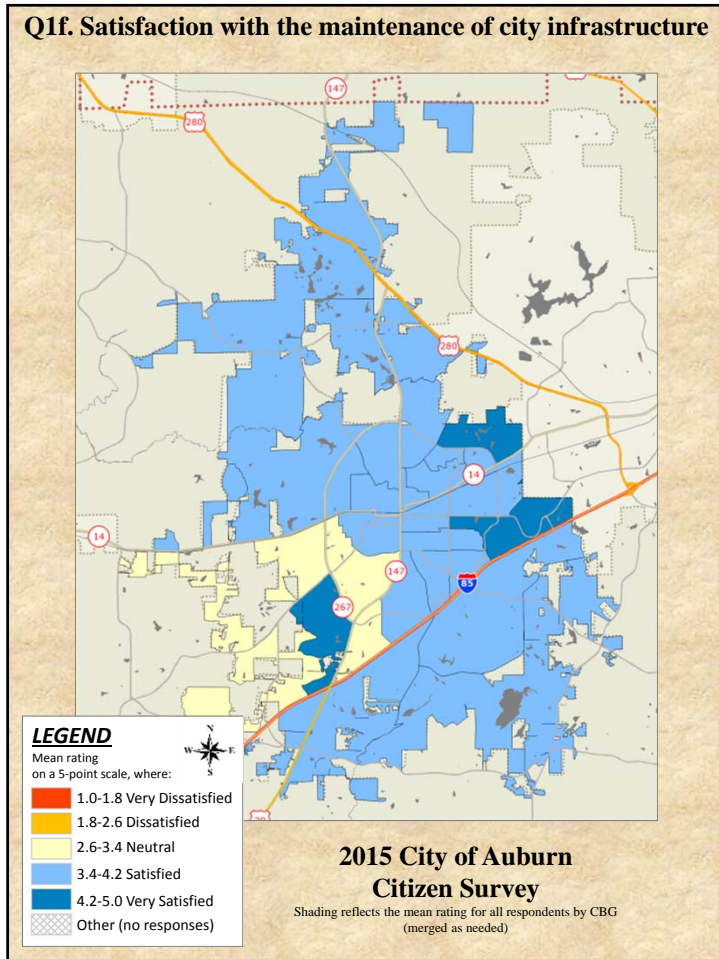 Q1f. Satisfaction with the maintenance of city infrastructure
147
280
280
14
14
147
85
267
LEGEND
Mean rating
on a 5-point scale, where:
N
W
E
S
1.0-1.8 Very Dissatisfied
1.8-2.6 Dissatisfied
2.6-3.4 Neutral
3.4-4.2 Satisfied
4.2-5.0 Very Satisfied
Other (no responses)
2015 City of Auburn
Citizen Survey
Shading reflects the mean rating for all respondents by CBG
(merged as needed)